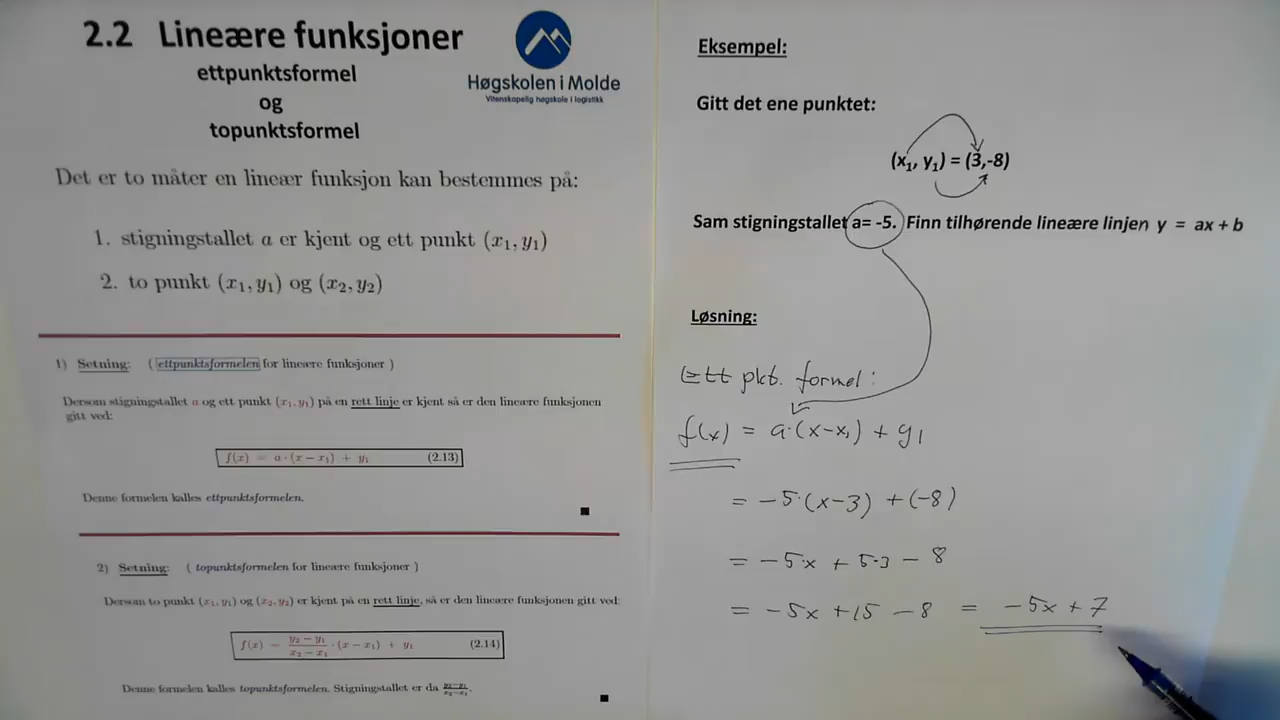 2.2 Lineære funksjoner
ettpunktsformel
og
topunktsformel
Høgskolen i Molde
Vitenskapelig høgskole i logistikk
Det er to måter en lineær funksjon kan bestemmes på:
1. stigningstallet a er kjent og ett punkt (x₁, y₁)
2. to punkt (x₁, y₁) og (x₂, y₂)
1) Setning: ( ettpunktsformelen for lineære funksjoner )
Dersom stigningstallet a og ett punkt (x₁, y₁) på en rett linje er kjent så er den lineære funksjonen
gitt ved:
f(x) = a · (x − x₁) + y₁ (2.13)
Denne formelen kalles ettpunktsformelen.
2) Setning: ( topunktsformelen for lineære funksjoner )
Dersom to punkt (x₁, y₁) og (x₂, y₂) er kjent på en rett linje, så er den lineære funksjonen gitt ved:
f(x) = (y₂ − y₁)/(x₂ − x₁) · (x − x₁) + y₁ (2.14)
Denne formelen kalles topunktsformelen. Stigningstallet er da (y₂−y₁)/(x₂−x₁).
Eksempel:
Gitt det ene punktet:
(x₁, y₁) = (3,-8)
Sam stigningstallet a= -5. Finn tilhørende lineære linjen y = ax + b
Løsning:
Ett pkt. formel:
f(x) = a·(x−x₁) + y₁
= −5·(x−3) + (−8)
= −5·x + 5·3 − 8
= −5x + 15 − 8 = −5x + 7